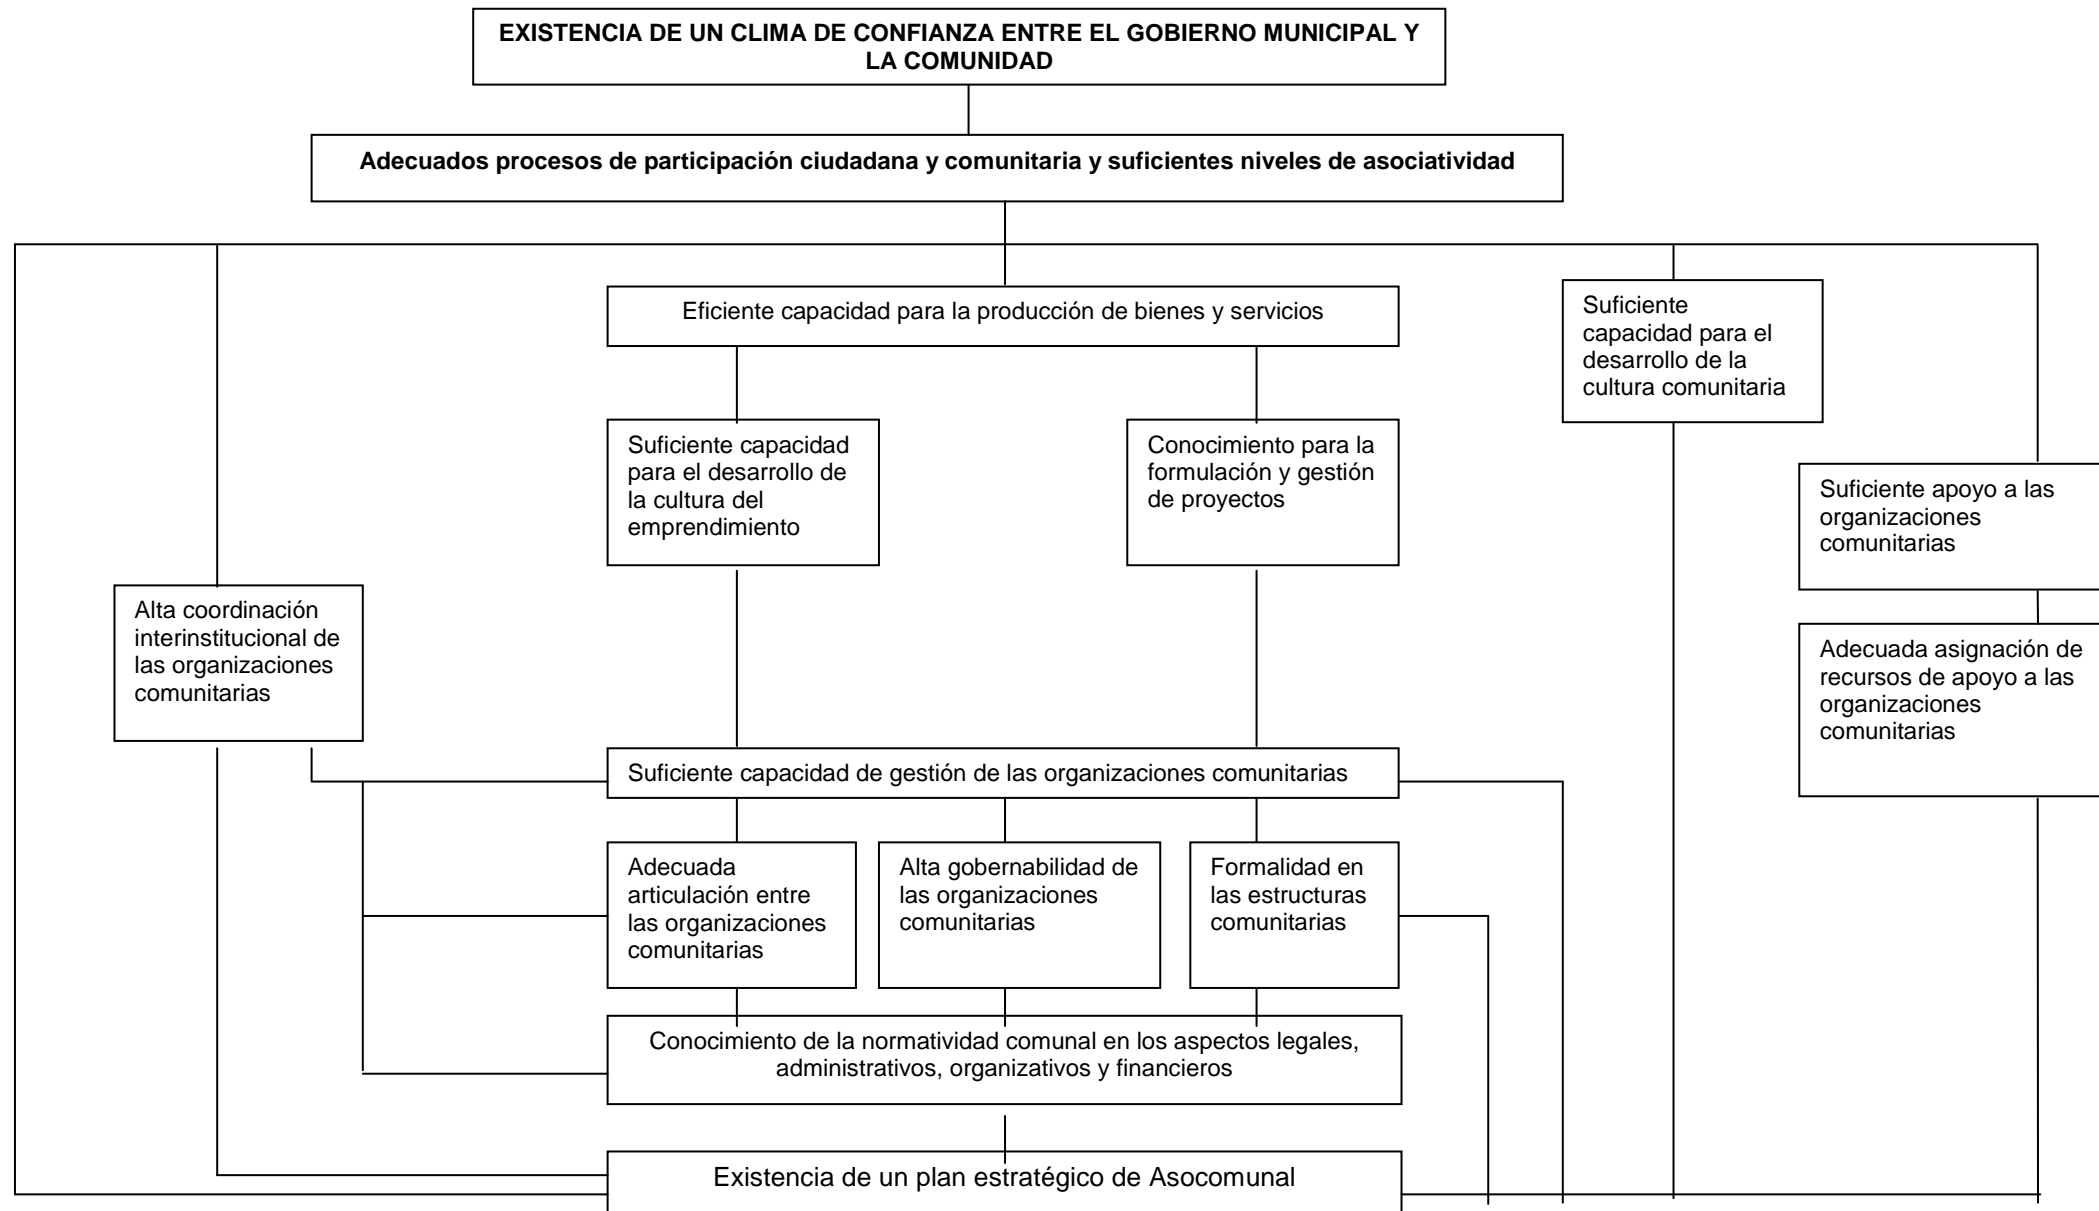 EXISTENCIA DE UN CLIMA DE CONFIANZA ENTRE EL GOBIERNO MUNICIPAL Y
LA COMUNIDAD
Adecuados procesos de participación ciudadana y comunitaria y suficientes niveles de asociatividad
Eficiente capacidad para la producción de bienes y servicios
Suficiente
capacidad para el
desarrollo de la
cultura comunitaria
Suficiente capacidad
para el desarrollo de
la cultura del
emprendimiento
Conocimiento para la
formulación y gestión
de proyectos
Suficiente apoyo a las
organizaciones
comunitarias
Alta coordinación
interinstitucional de
las organizaciones
comunitarias
Adecuada asignación de
recursos de apoyo a las
organizaciones
comunitarias
Suficiente capacidad de gestión de las organizaciones comunitarias
Adecuada
articulación entre
las organizaciones
comunitarias
Alta gobernabilidad de
las organizaciones
comunitarias
Formalidad en
las estructuras
comunitarias
Conocimiento de la normatividad comunal en los aspectos legales,
administrativos, organizativos y financieros
Existencia de un plan estratégico de Asocomunal